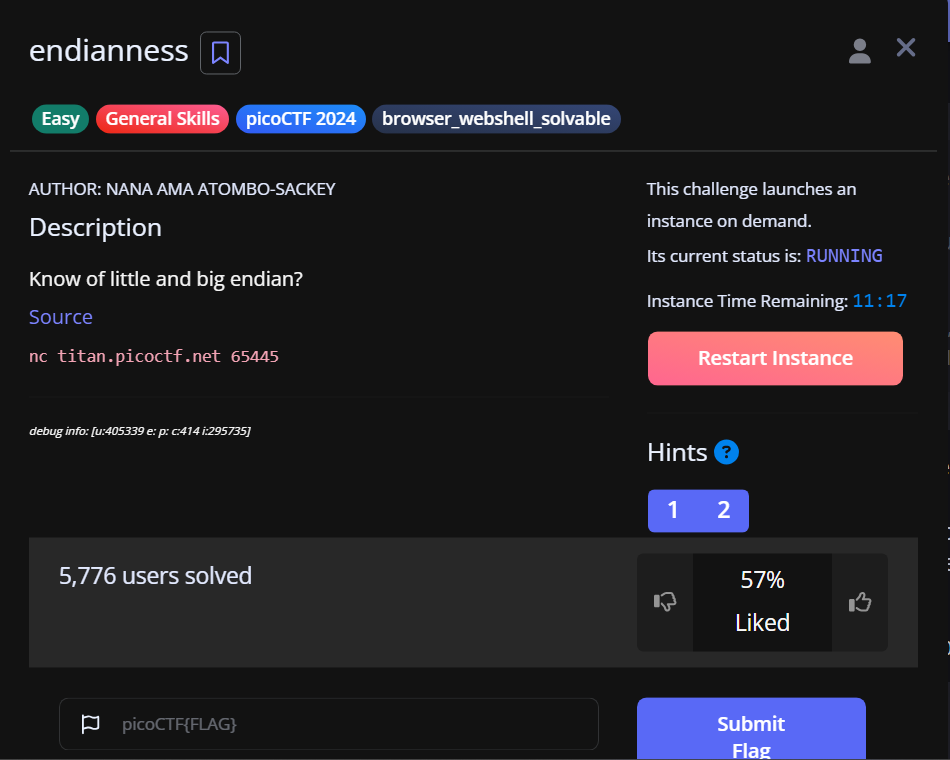 endianness
Easy General Skills picoCTF 2024 browser_webshell_solvable
AUTHOR: NANA AMA ATOMBO-SACKEY
Description
Know of little and big endian?
Source
nc titan.picoctf.net 65445
debug info: [u:405339 e: p: c:414 i:295735]
This challenge launches an
instance on demand.
Its current status is: RUNNING
Instance Time Remaining: 11:17
Restart Instance
Hints ?
1 2
5,776 users solved
57%
Liked
picoCTF{FLAG}
Submit
Flag